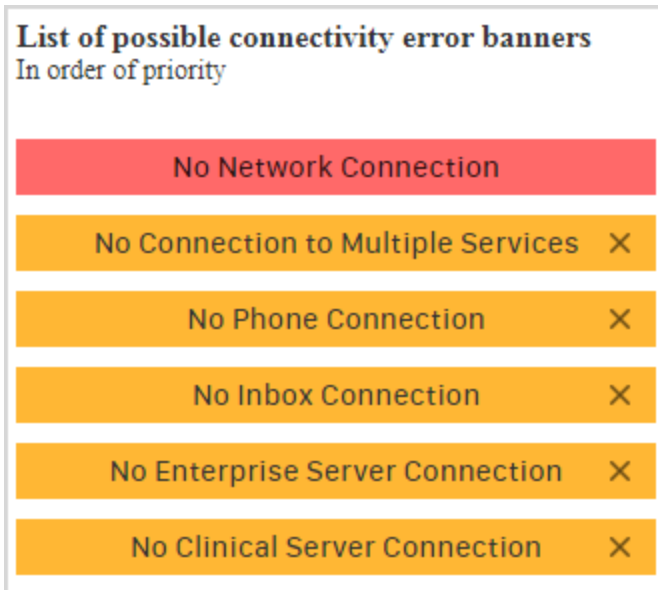 List of possible connectivity error banners
In order of priority
No Network Connection
No Connection to Multiple Services ×
No Phone Connection ×
No Inbox Connection ×
No Enterprise Server Connection ×
No Clinical Server Connection ×